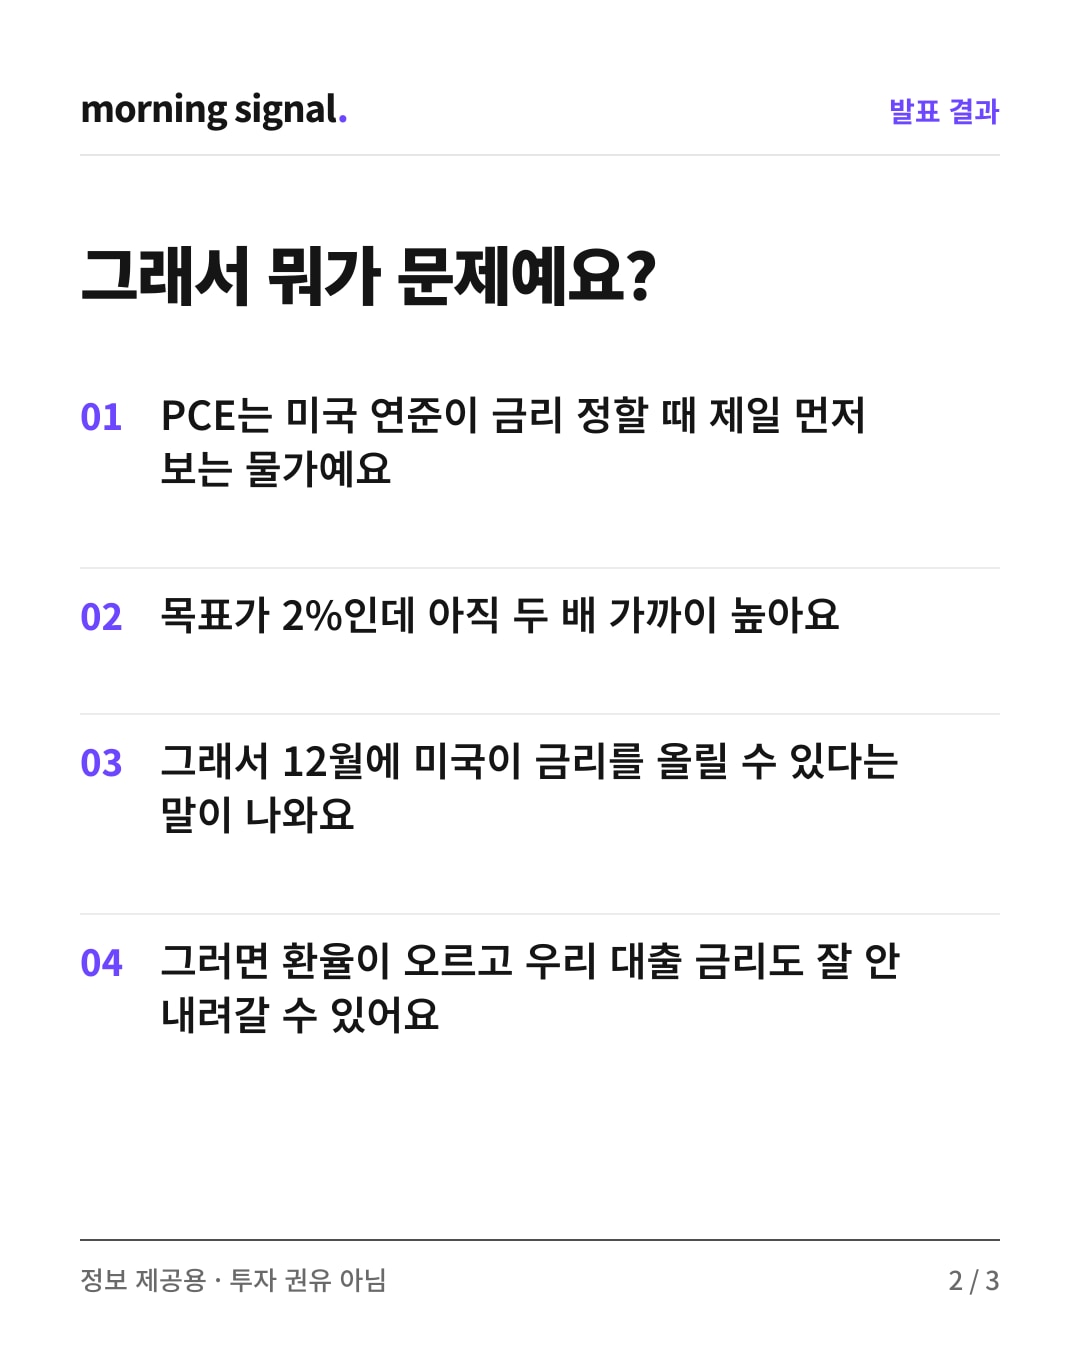 morning signal.
발표 결과
그래서 뭐가 문제예요?
01 PCE는 미국 연준이 금리 정할 때 제일 먼저
보는 물가예요
02 목표가 2%인데 아직 두 배 가까이 높아요
03 그래서 12월에 미국이 금리를 올릴 수 있다는
말이 나와요
04 그러면 환율이 오르고 우리 대출 금리도 잘 안
내려갈 수 있어요
정보 제공용 · 투자 권유 아님
2 / 3